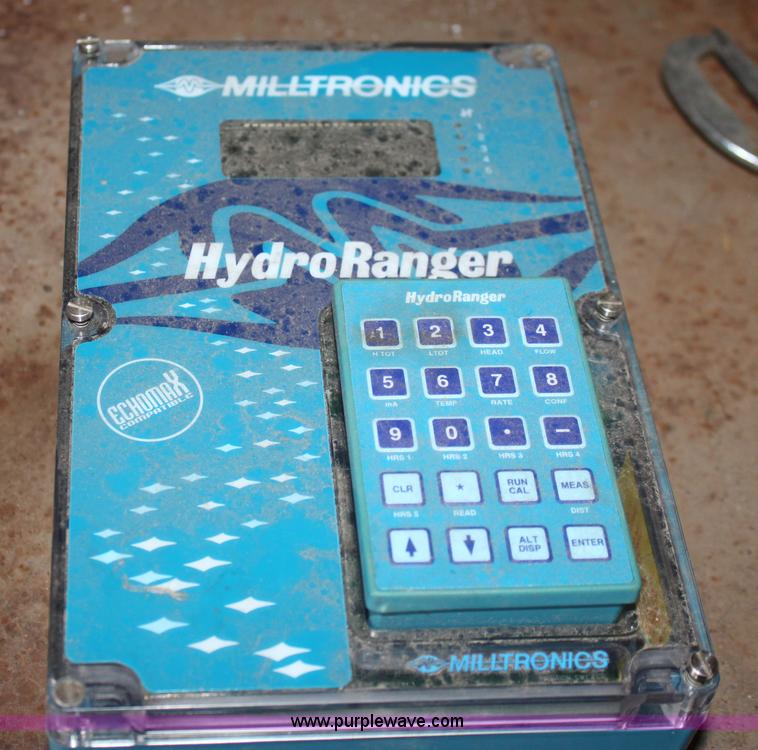 MILLTRONICS
HydroRanger
HydroRanger
1 2 3 4
H TOT LTOT HEAD FLOW
5 6 7 8
mA TEMP RATE CONF
9 0 • −
HRS 1 HRS 2 HRS 3 HRS 4
CLR * RUN CAL MEAS
HRS 5 READ DIST
ALT DISP ENTER
ECHOMAX
COMPATIBLE
MILLTRONICS
www.purplewave.com